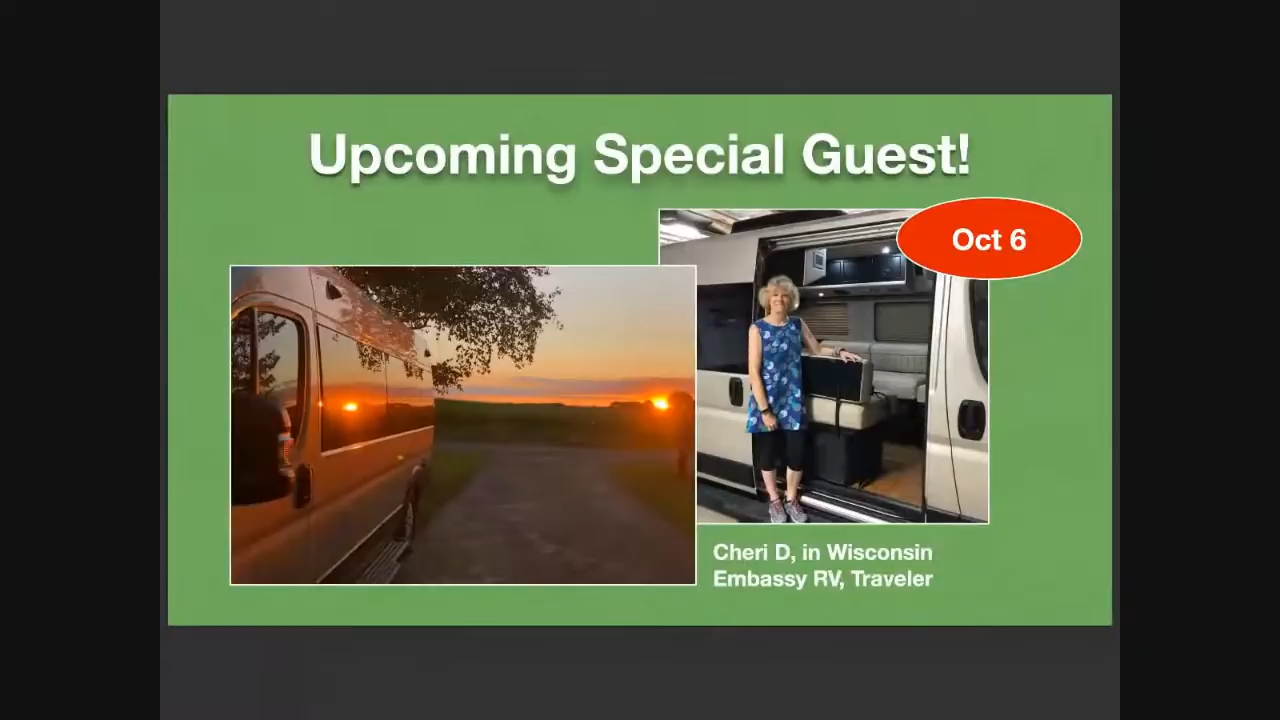 Upcoming Special Guest!
Oct 6
Cheri D, in Wisconsin
Embassy RV, Traveler